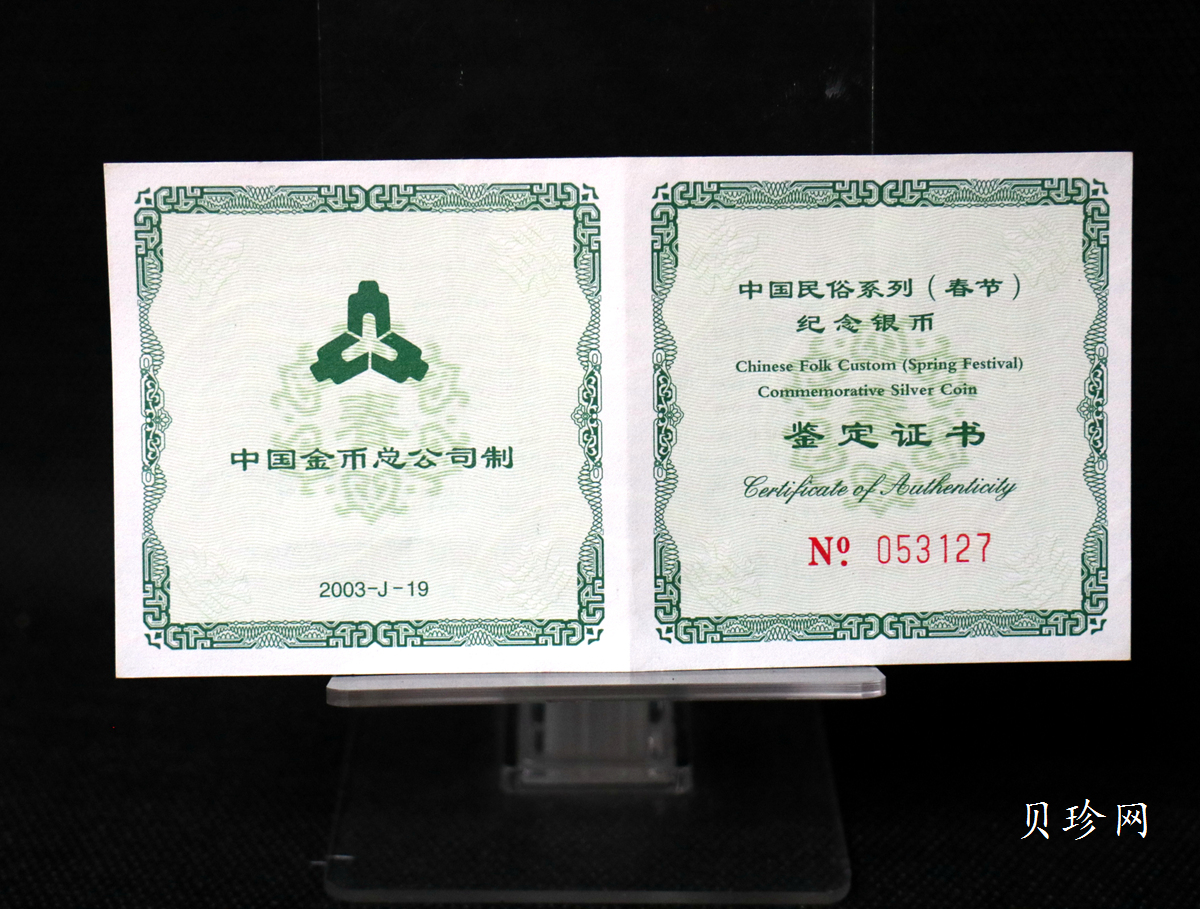 中国金币总公司制
2003-J-19
中国民俗系列（春节）
纪念银币
Chinese Folk Custom (Spring Festival)
Commemorative Silver Coin
鉴定证书
Certificate of Authenticity
Nº. 053127
贝珍网